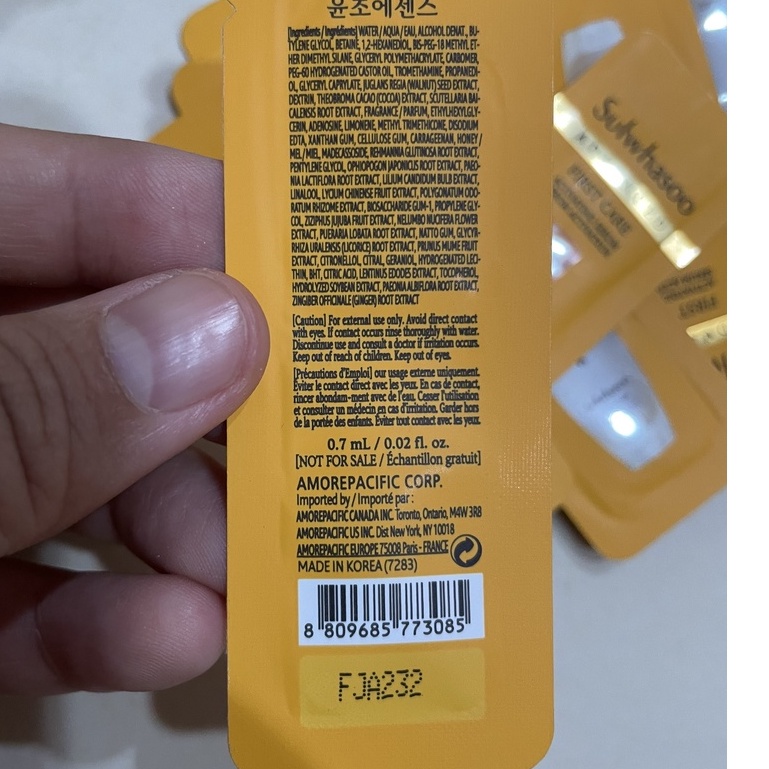 윤조에센스
[Ingredients / Ingrédients] WATER / AQUA / EAU, ALCOHOL DENAT., BU-
TYLENE GLYCOL, BETAINE, 1,2-HEXANEDIOL, BIS-PEG-18 METHYL ET-
HER DIMETHYL SILANE, GLYCERYL POLYMETHACRYLATE, CARBOMER,
PEG-60 HYDROGENATED CASTOR OIL, TROMETHAMINE, PROPANEDI-
OL, GLYCERYL CAPRYLATE, JUGLANS REGIA (WALNUT) SEED EXTRACT,
DEXTRIN, THEOBROMA CACAO (COCOA) EXTRACT, SCUTELLARIA BAI-
CALENSIS ROOT EXTRACT, FRAGRANCE / PARFUM, ETHYLHEXYLGLY-
CERIN, ADENOSINE, LIMONENE, METHYL TRIMETHICONE, DISODIUM
EDTA, XANTHAN GUM, CELLULOSE GUM, CARRAGEENAN, HONEY /
MEL / MIEL, MADECASSOSIDE, REHMANNIA GLUTINOSA ROOT EXTRACT,
PENTYLENE GLYCOL, OPHIOPOGON JAPONICUS ROOT EXTRACT, PAEO-
NIA LACTIFLORA ROOT EXTRACT, LILIUM CANDIDUM BULB EXTRACT,
LINALOOL, LYCIUM CHINENSE FRUIT EXTRACT, POLYGONATUM ODO-
RATUM RHIZOME EXTRACT, BIOSACCHARIDE GUM-1, PROPYLENE GLY-
COL, ZIZIPHUS JUJUBA FRUIT EXTRACT, NELUMBO NUCIFERA FLOWER
EXTRACT, PUERARIA LOBATA ROOT EXTRACT, NATTO GUM, GLYCYR-
RHIZA URALENSIS (LICORICE) ROOT EXTRACT, PRUNUS MUME FRUIT
EXTRACT, CITRONELLOL, CITRAL, GERANIOL, HYDROGENATED LECI-
THIN, BHT, CITRIC ACID, LENTINUS EDODES EXTRACT, TOCOPHEROL,
HYDROLYZED SOYBEAN EXTRACT, PAEONIA ALBIFLORA ROOT EXTRACT,
ZINGIBER OFFICINALE (GINGER) ROOT EXTRACT
[Caution] For external use only. Avoid direct contact
with eyes. If contact occurs rinse thoroughly with water.
Discontinue use and consult a doctor if irritation occurs.
Keep out of reach of children. Keep out of eyes.
[Précautions d'Emploi] our usage externe uniquement.
Éviter le contact direct avec les yeux. En cas de contact,
rincer abondam-ment avec de l'eau. Cesser l'utilisation
et consulter un médecin en cas d'irritation. Garder hors
de la portée des enfants. Éviter tout contact avec les yeux.
0.7 mL / 0.02 fl. oz.
[NOT FOR SALE / Échantillon gratuit]
AMOREPACIFIC CORP.
Imported by / Importé par :
AMOREPACIFIC CANADA INC. Toronto, Ontario, M4W 3R8
AMOREPACIFIC US INC. Dist New York, NY 10018
AMOREPACIFIC EUROPE 75008 Paris - FRANCE
MADE IN KOREA (7283)
8 809685 773085
FJA232
Sulwhasoo
FIRST CARE
FIRST